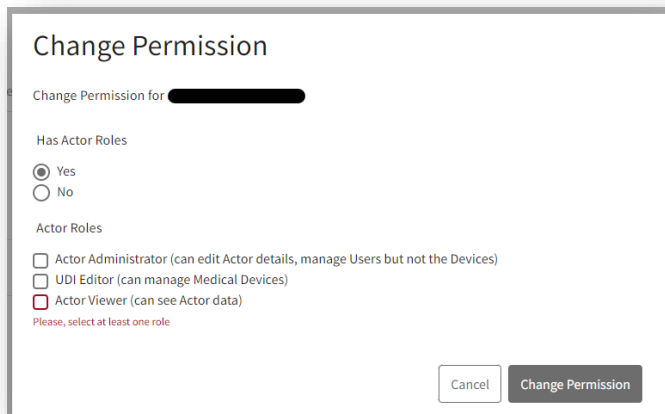 Change Permission
Change Permission for
Has Actor Roles
Yes
No
Actor Roles
Actor Administrator (can edit Actor details, manage Users but not the Devices)
UDI Editor (can manage Medical Devices)
Actor Viewer (can see Actor data)
Please, select at least one role
Cancel
Change Permission